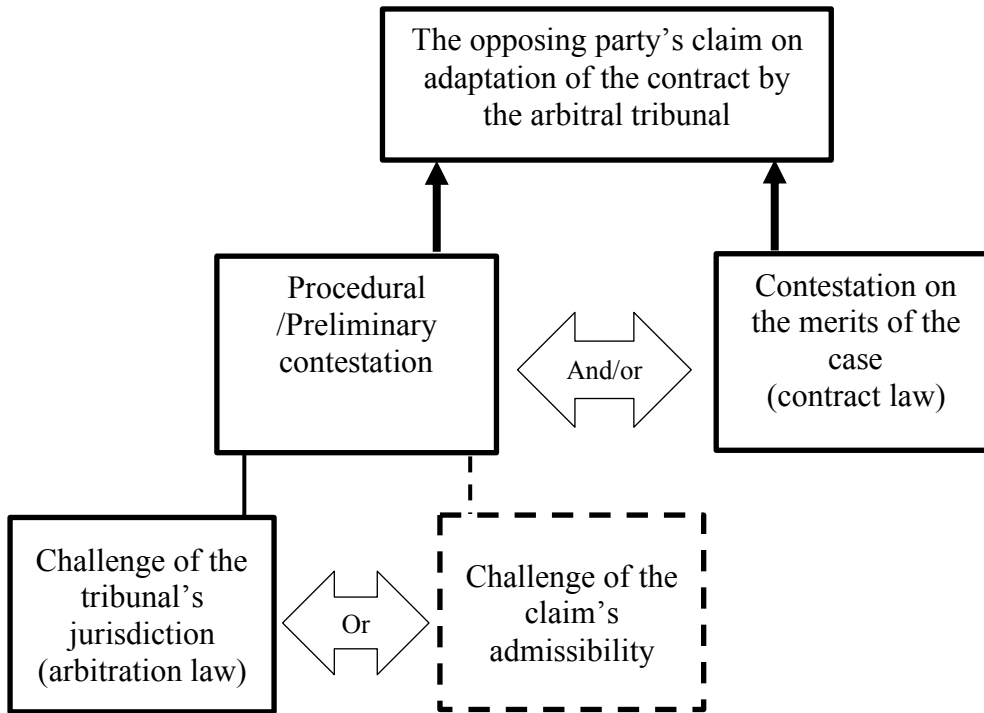 The opposing party’s claim on
adaptation of the contract by
the arbitral tribunal
Procedural
/Preliminary
contestation
And/or
Contestation on
the merits of the
case
(contract law)
Challenge of the
tribunal’s
jurisdiction
(arbitration law)
Or
Challenge of the
claim’s
admissibility